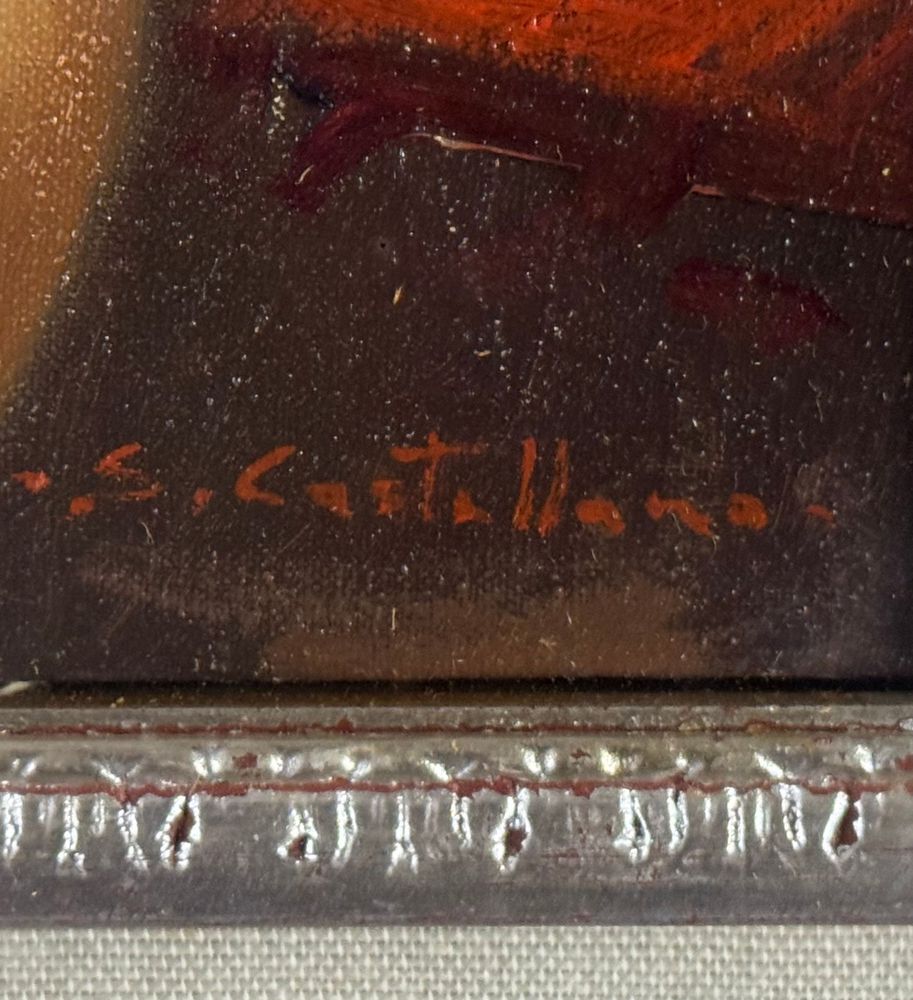 . S. Castellano -